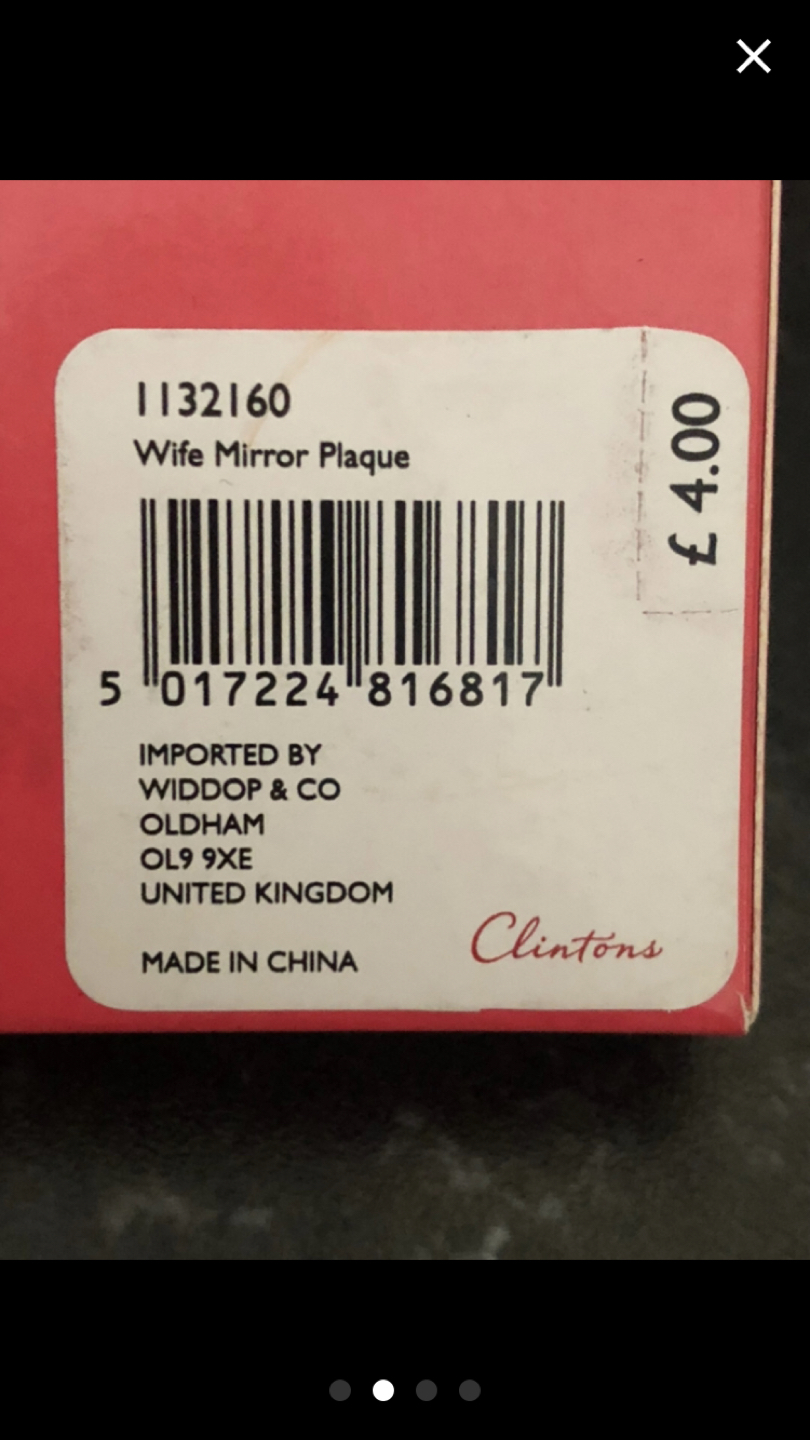 1132160
Wife Mirror Plaque
£ 4.00
5 017224 816817
IMPORTED BY
WIDDOP & CO
OLDHAM
OL9 9XE
UNITED KINGDOM
MADE IN CHINA
Clintons